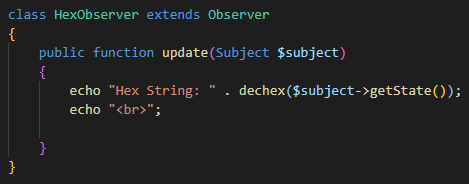 class HexObserver extends Observer
{
    public function update(Subject $subject)
    {
        echo "Hex String: " . dechex($subject->getState());
        echo "<br>";
    }
}